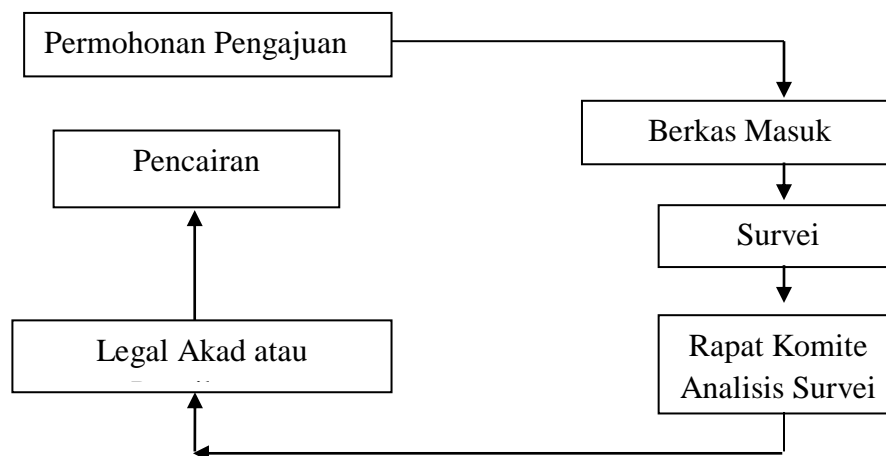 Permohonan Pengajuan
Berkas Masuk
Survei
Rapat Komite
Analisis Survei
Legal Akad atau
Pencairan